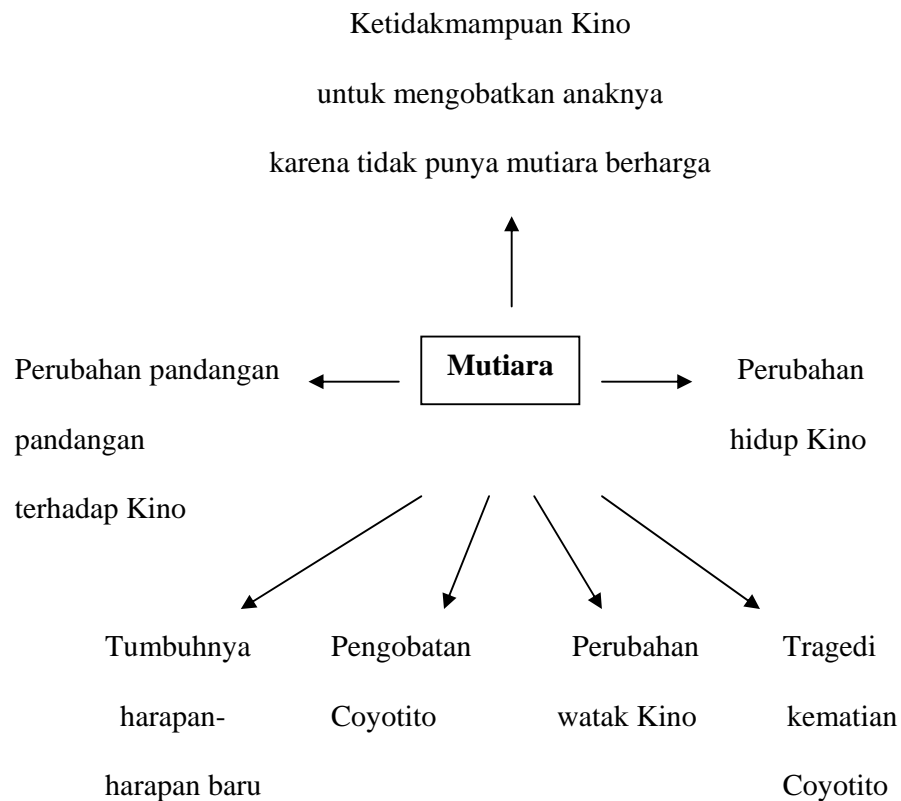 Ketidakmampuan Kino
untuk mengobatkan anaknya
karena tidak punya mutiara berharga
Mutiara
Perubahan pandangan
pandangan
terhadap Kino
Perubahan
hidup Kino
Tumbuhnya
harapan-
harapan baru
Pengobatan
Coyotito
Perubahan
watak Kino
Tragedi
kematian
Coyotito